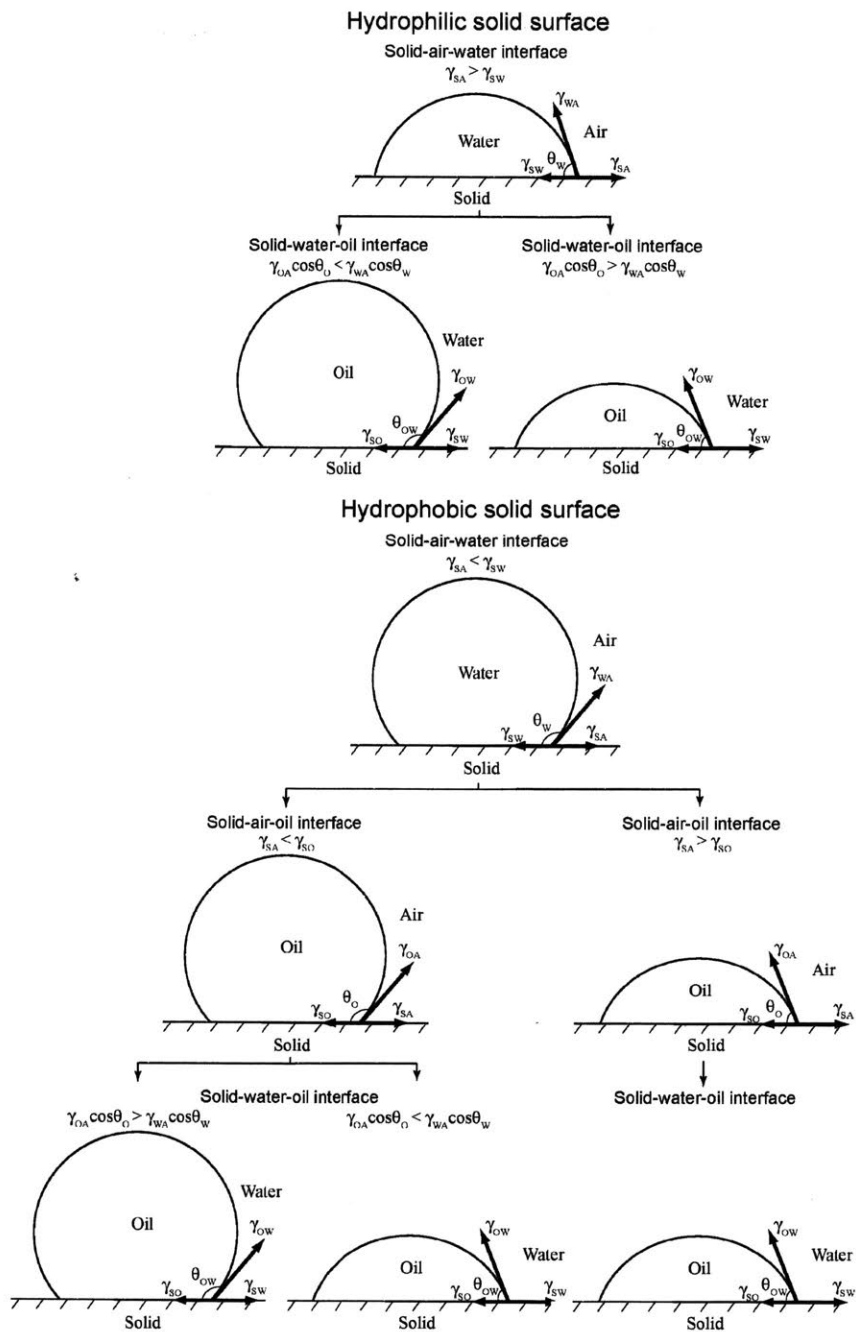 Hydrophilic solid surface
Solid-air-water interface
γSA > γSW
γWA
Air
Water
γSW θW γSA
Solid
Solid-water-oil interface Solid-water-oil interface
γOAcosθO < γWAcosθW γOAcosθO > γWAcosθW
Water
Oil
γOW
γOW
Water
Oil
θOW
γSO γSW γSO θOW γSW
Solid Solid
Hydrophobic solid surface
Solid-air-water interface
γSA < γSW
Air
Water
γWA
θW
γSW γSA
Solid
Solid-air-oil interface Solid-air-oil interface
γSA < γSO γSA > γSO
Air
Oil
γOA
γOA
Air
Oil
θO
γSO γSA γSO θO γSA
Solid Solid
Solid-water-oil interface Solid-water-oil interface
γOAcosθO > γWAcosθW γOAcosθO < γWAcosθW
Water
Oil
γOW γOW γOW
Oil Water Oil Water
θOW
γSO γSW γSO θOW γSW γSO θOW γSW
Solid Solid Solid